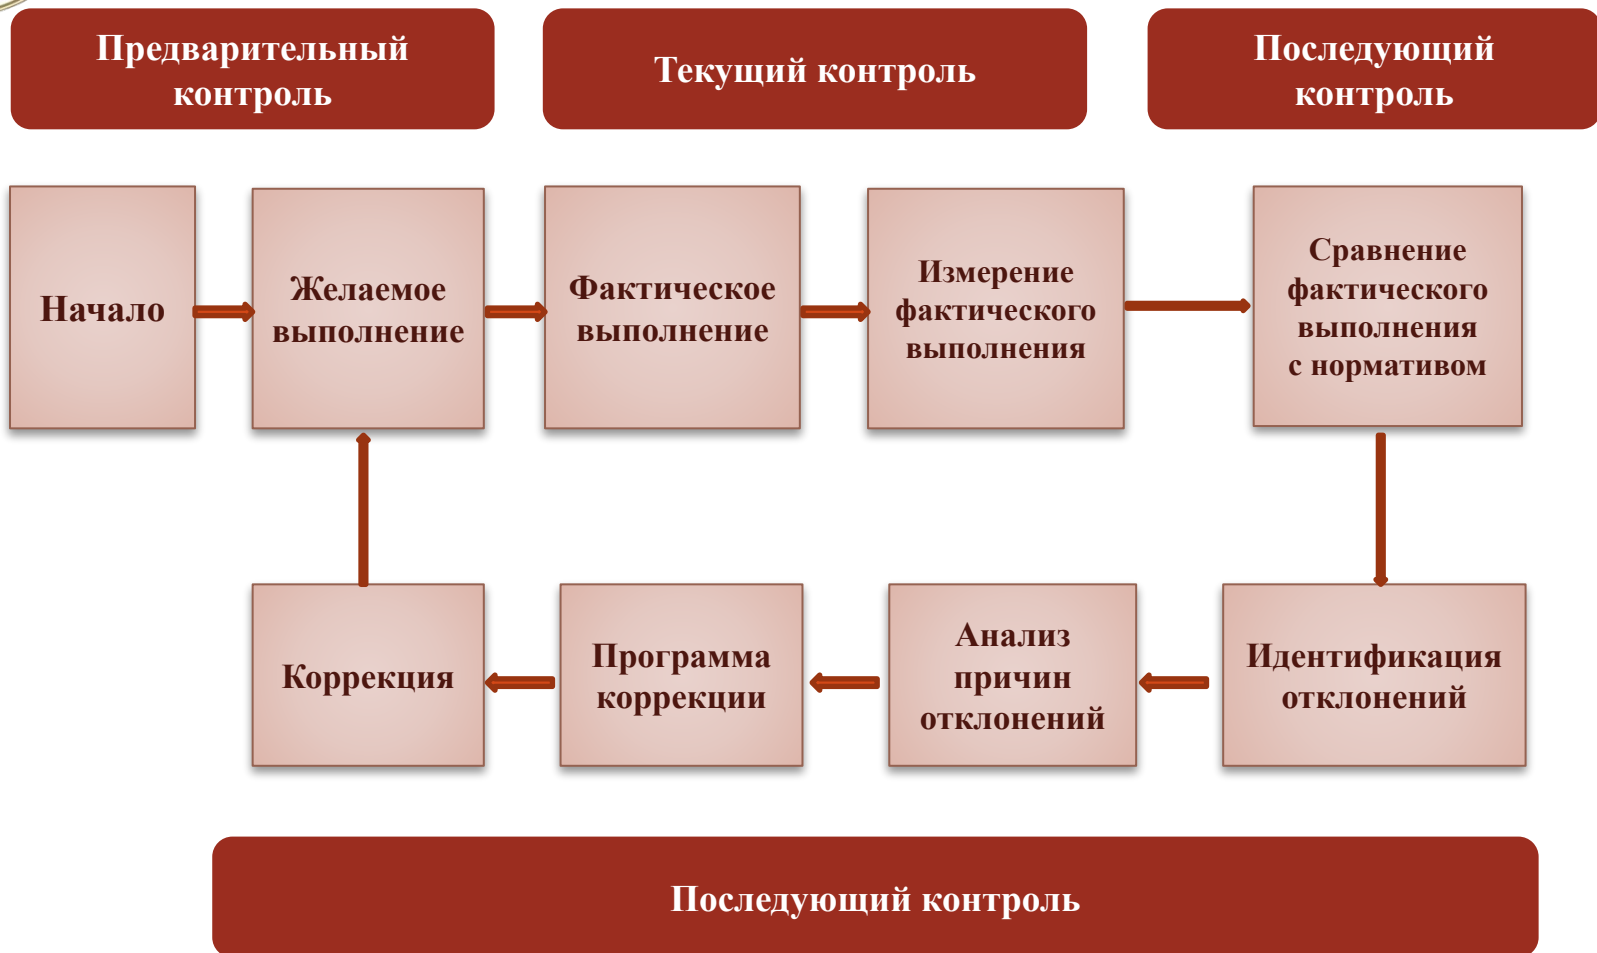 Предварительный
контроль
Текущий контроль
Последующий
контроль
Начало
Желаемое
выполнение
Фактическое
выполнение
Измерение
фактического
выполнения
Сравнение
фактического
выполнения
с нормативом
Коррекция
Программа
коррекции
Анализ
причин
отклонений
Идентификация
отклонений
Последующий контроль